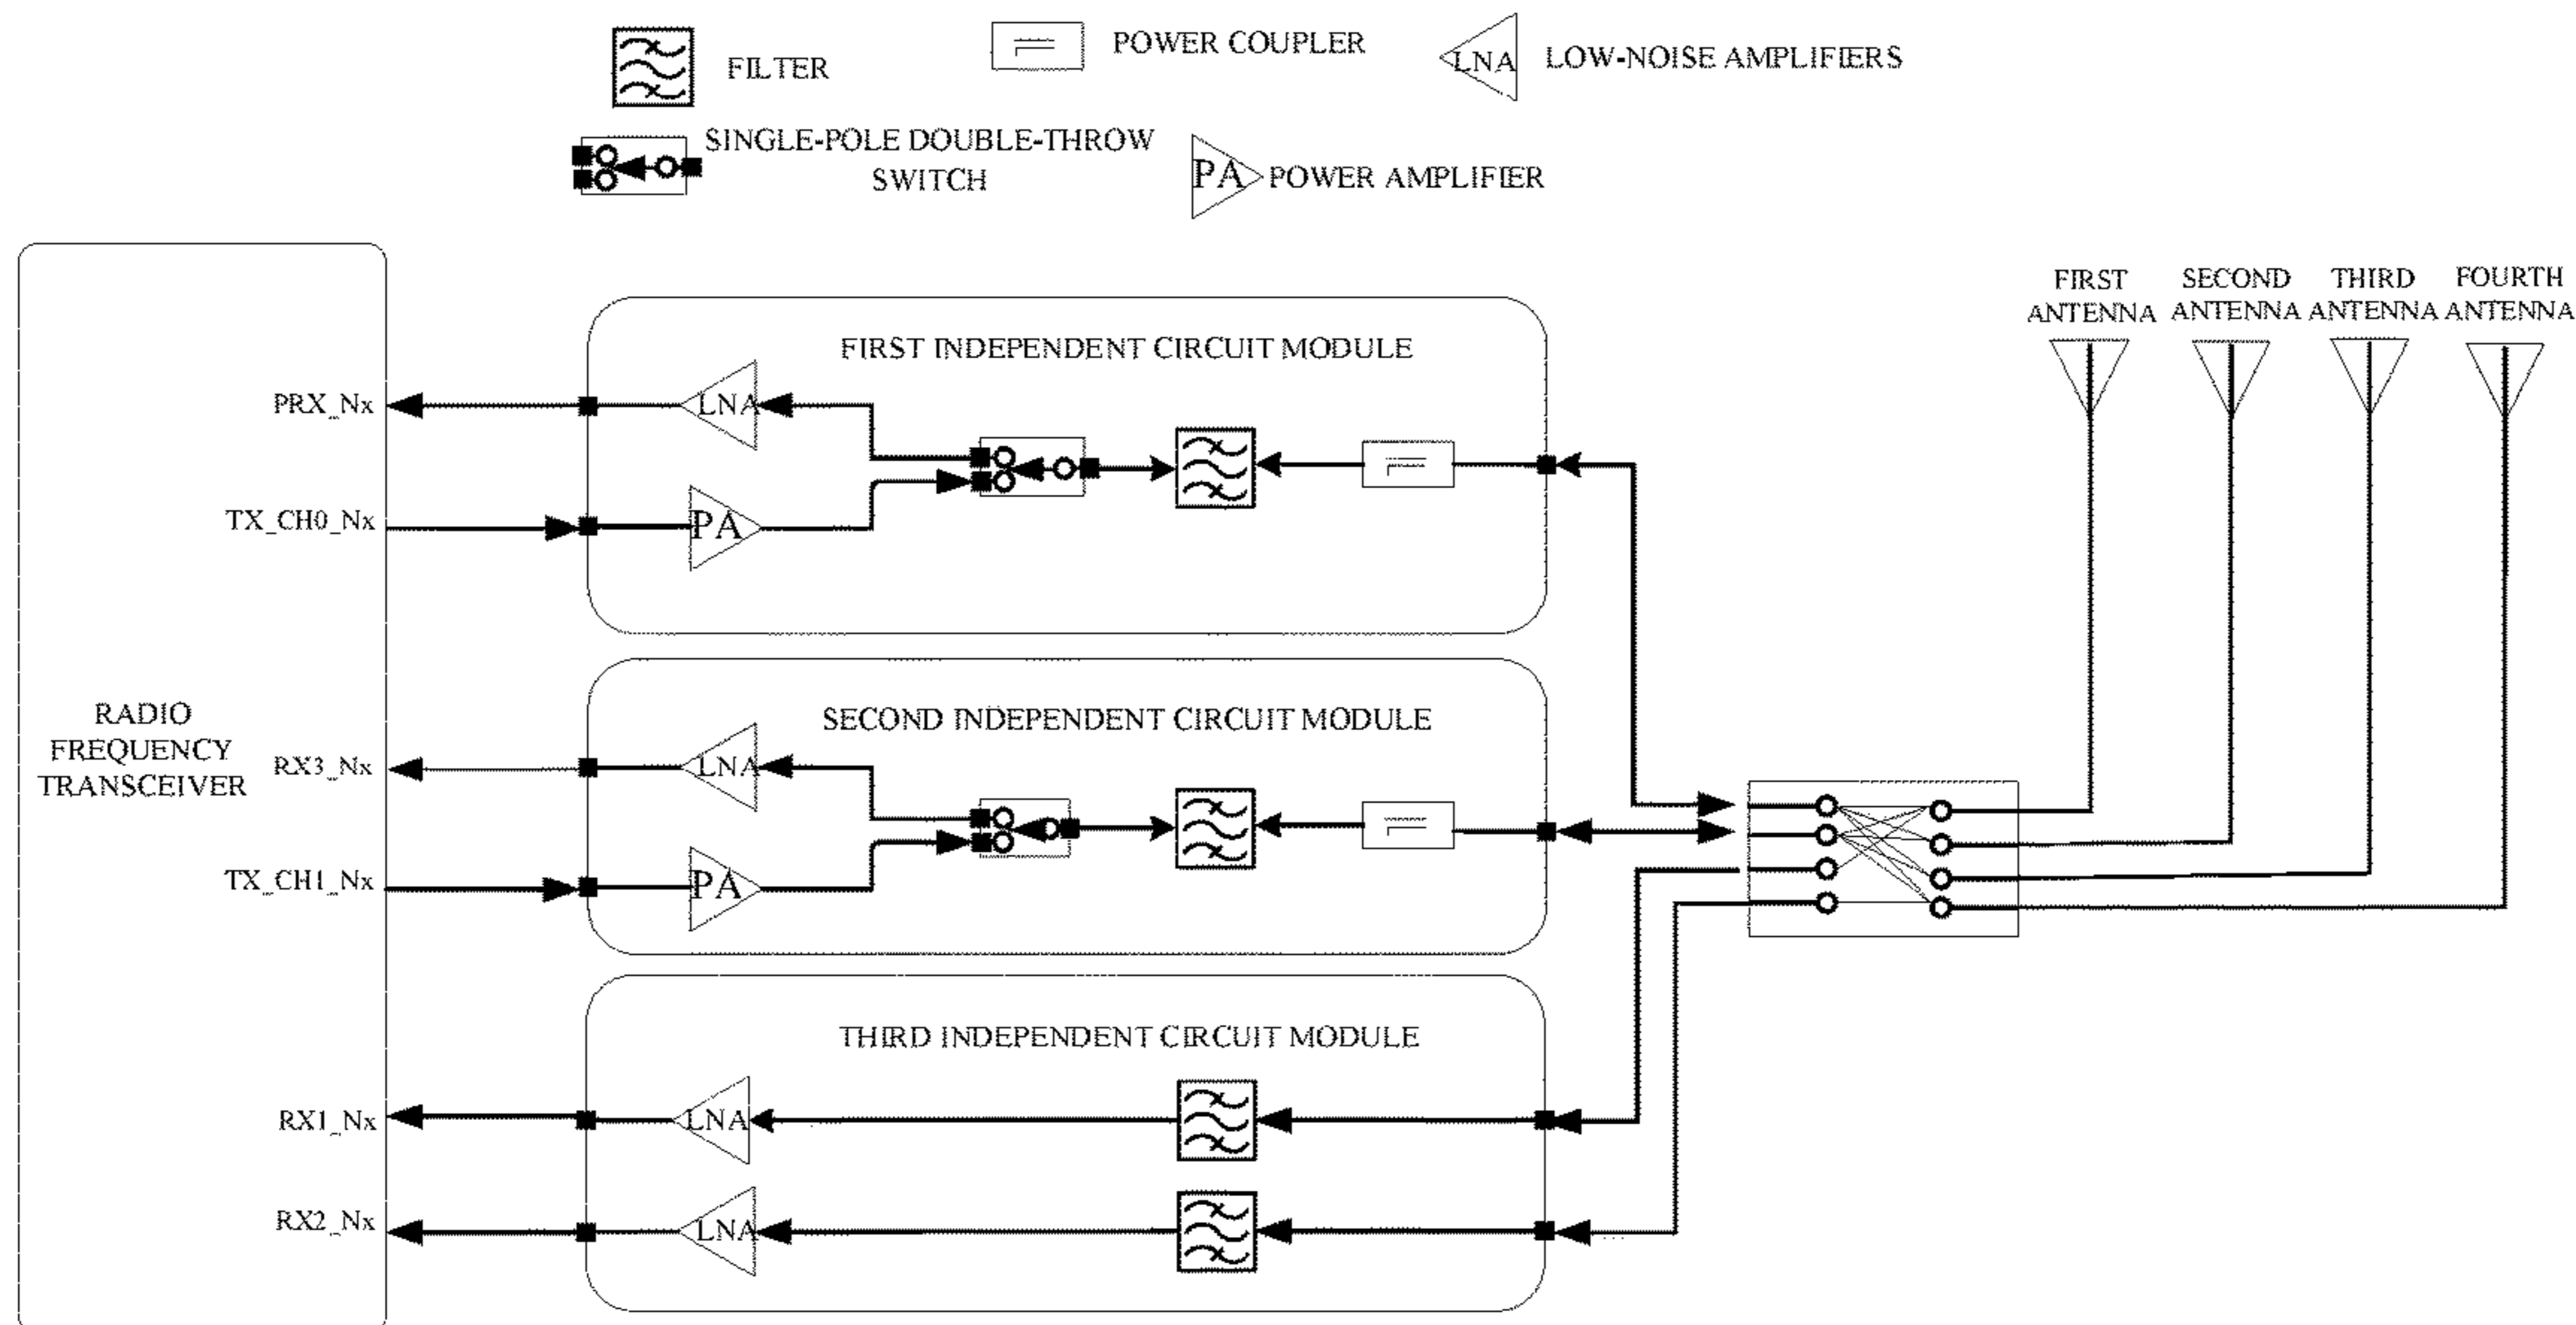 FILTER
POWER COUPLER
LNA
LOW-NOISE AMPLIFIERS
SINGLE-POLE DOUBLE-THROW
SWITCH
PA
POWER AMPLIFIER
FIRST
ANTENNA
SECOND
ANTENNA
THIRD
ANTENNA
FOURTH
ANTENNA
FIRST INDEPENDENT CIRCUIT MODULE
PRX_Nx
LNA
TX_CH0_Nx
PA
RADIO
FREQUENCY
TRANSCEIVER
SECOND INDEPENDENT CIRCUIT MODULE
RX3_Nx
LNA
TX_CH1_Nx
PA
THIRD INDEPENDENT CIRCUIT MODULE
RX1_Nx
LNA
RX2_Nx
LNA